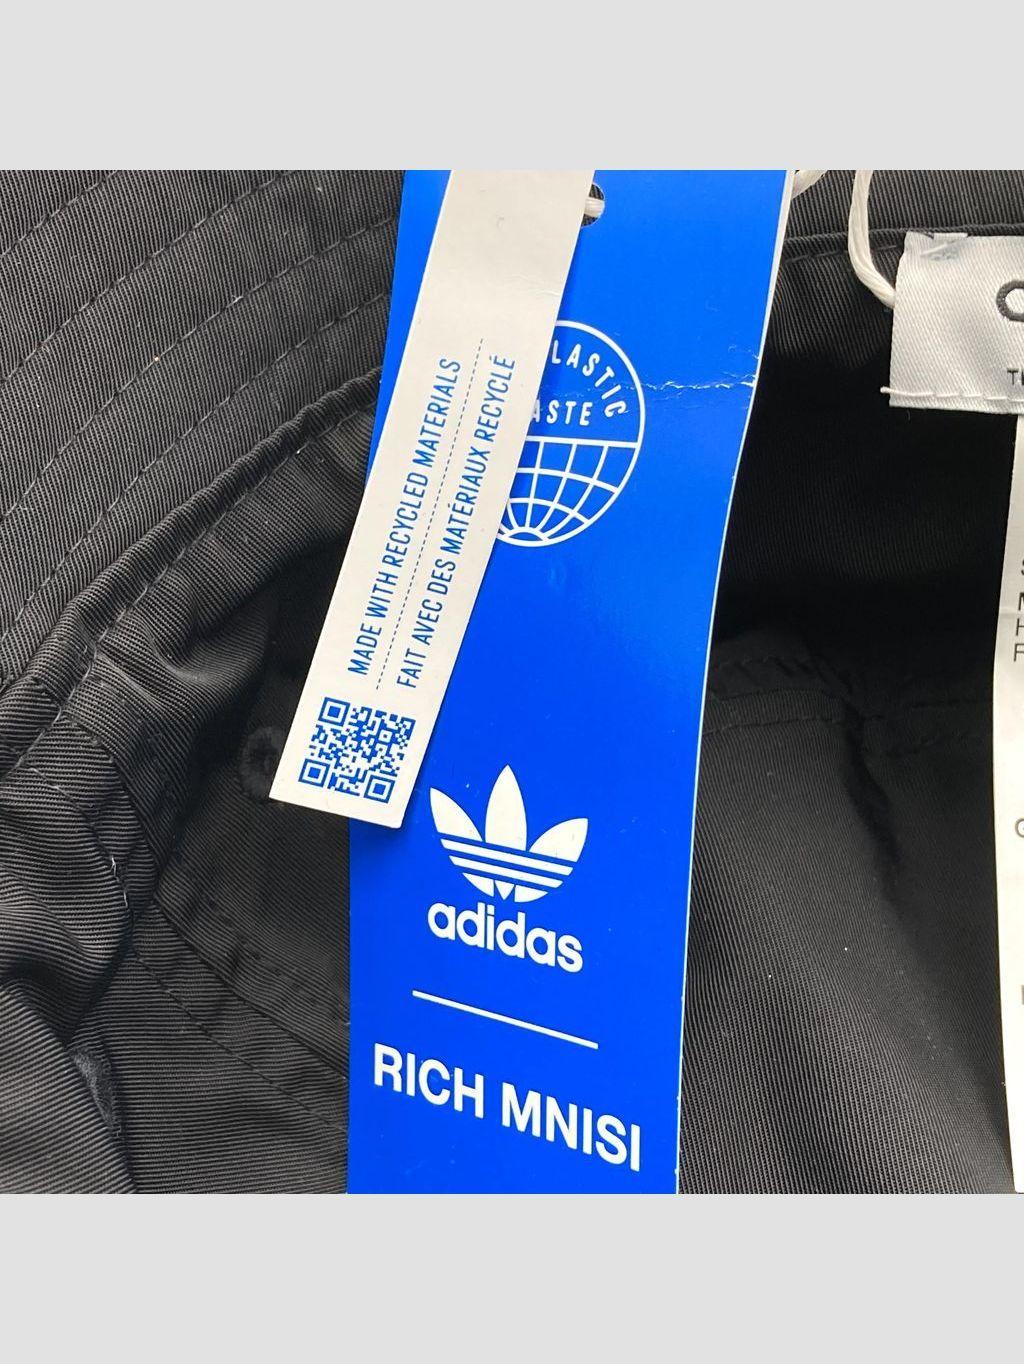 MADE WITH RECYCLED MATERIALS
FAIT AVEC DES MATÉRIAUX RECYCLÉ
adidas
RICH MNISI